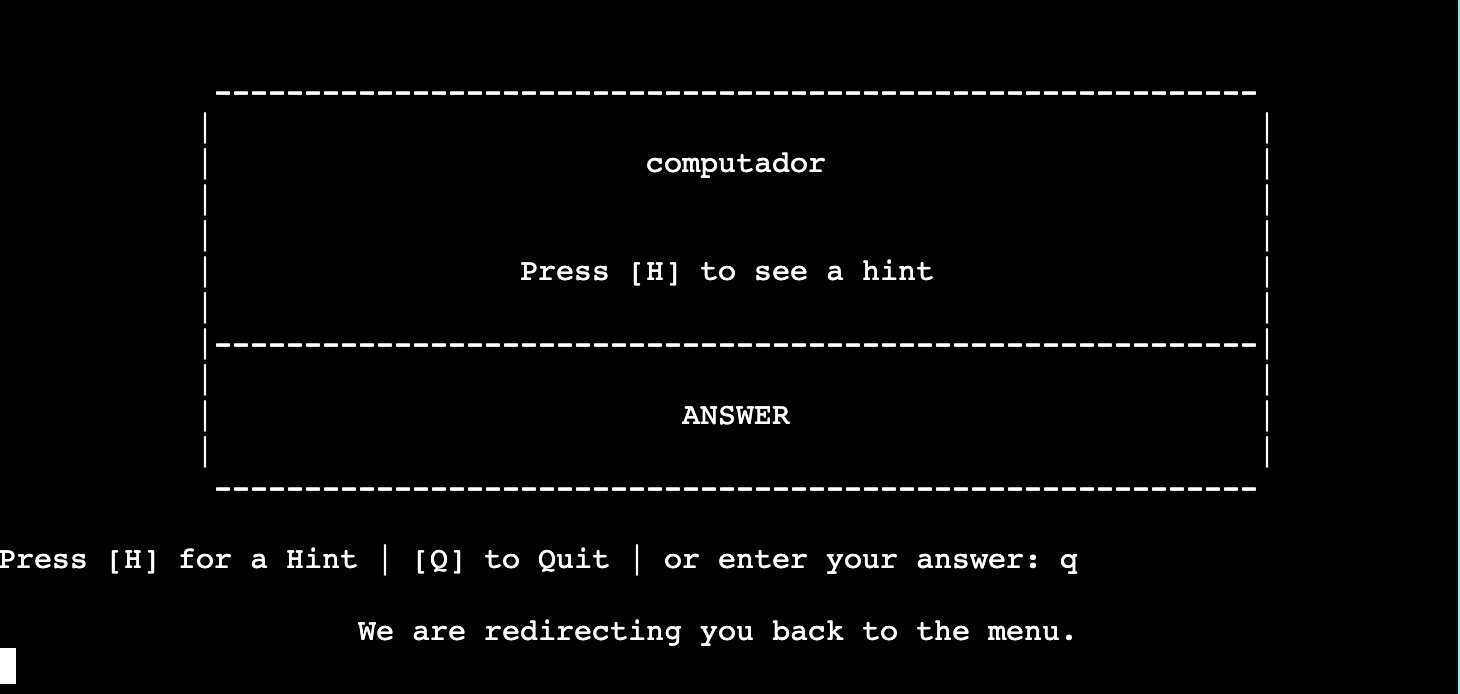 computador
Press [H] to see a hint
ANSWER
Press [H] for a Hint | [Q] to Quit | or enter your answer: q
We are redirecting you back to the menu.